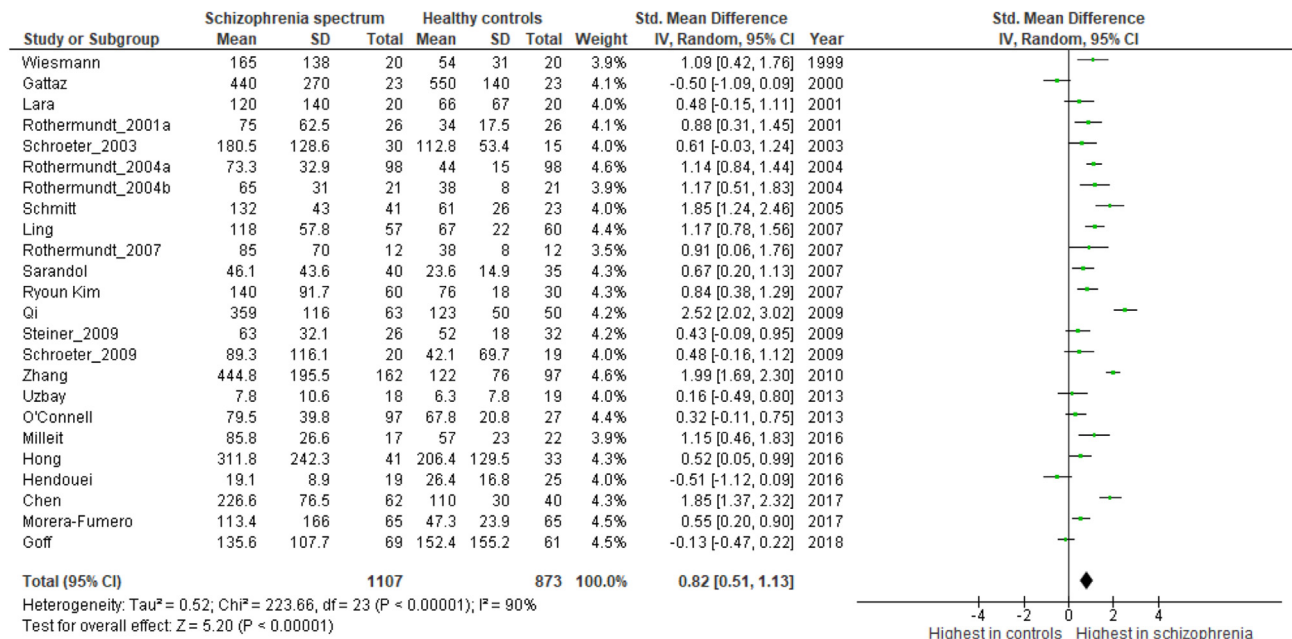 Schizophrenia spectrum Healthy controls Std. Mean Difference Std. Mean Difference
Study or Subgroup Mean SD Total Mean SD Total Weight IV, Random, 95% CI Year IV, Random, 95% CI
Wiesmann 165 138 20 54 31 20 3.9% 1.09 [0.42, 1.76] 1999
Gattaz 440 270 23 550 140 23 4.1% -0.50 [-1.09, 0.09] 2000
Lara 120 140 20 66 67 20 4.0% 0.48 [-0.15, 1.11] 2001
Rothermundt_2001a 75 62.5 26 34 17.5 26 4.1% 0.88 [0.31, 1.45] 2001
Schroeter_2003 180.5 128.6 30 112.8 53.4 15 4.0% 0.61 [-0.03, 1.24] 2003
Rothermundt_2004a 73.3 32.9 98 44 15 98 4.6% 1.14 [0.84, 1.44] 2004
Rothermundt_2004b 65 31 21 38 8 21 3.9% 1.17 [0.51, 1.83] 2004
Schmitt 132 43 41 61 26 23 4.0% 1.85 [1.24, 2.46] 2005
Ling 118 57.8 57 67 22 60 4.4% 1.17 [0.78, 1.56] 2007
Rothermundt_2007 85 70 12 38 8 12 3.5% 0.91 [0.06, 1.76] 2007
Sarandol 46.1 43.6 40 23.6 14.9 35 4.3% 0.67 [0.20, 1.13] 2007
Ryoun Kim 140 91.7 60 76 18 30 4.3% 0.84 [0.38, 1.29] 2007
Qi 359 116 63 123 50 50 4.2% 2.52 [2.02, 3.02] 2009
Steiner_2009 63 32.1 26 52 18 32 4.2% 0.43 [-0.09, 0.95] 2009
Schroeter_2009 89.3 116.1 20 42.1 69.7 19 4.0% 0.48 [-0.16, 1.12] 2009
Zhang 444.8 195.5 162 122 76 97 4.6% 1.99 [1.69, 2.30] 2010
Uzbay 7.8 10.6 18 6.3 7.8 19 4.0% 0.16 [-0.49, 0.80] 2013
O'Connell 79.5 39.8 97 67.8 20.8 27 4.3% 0.32 [-0.11, 0.75] 2013
Milleit 85.8 26.6 17 57 23 22 3.9% 1.15 [0.46, 1.83] 2016
Hong 311.8 242.3 41 206.4 129.5 33 4.3% 0.52 [0.05, 0.99] 2016
Hendouei 19.1 8.9 19 26.4 16.8 25 4.0% -0.51 [-1.12, 0.09] 2016
Chen 226.6 76.5 62 110 30 40 4.3% 1.85 [1.37, 2.32] 2017
Morera-Fumero 113.4 166 65 47.3 23.9 65 4.5% 0.55 [0.20, 0.90] 2017
Goff 135.6 107.7 69 152.4 155.2 61 4.5% -0.13 [-0.47, 0.22] 2018
Total (95% CI) 1107 873 100.0% 0.82 [0.51, 1.13]
Heterogeneity: Tau² = 0.52; Chi² = 223.66, df = 23 (P < 0.00001); I² = 90%
Test for overall effect: Z = 5.20 (P < 0.00001)
-4 -2 0 2 4
Highest in controls Highest in schizophrenia